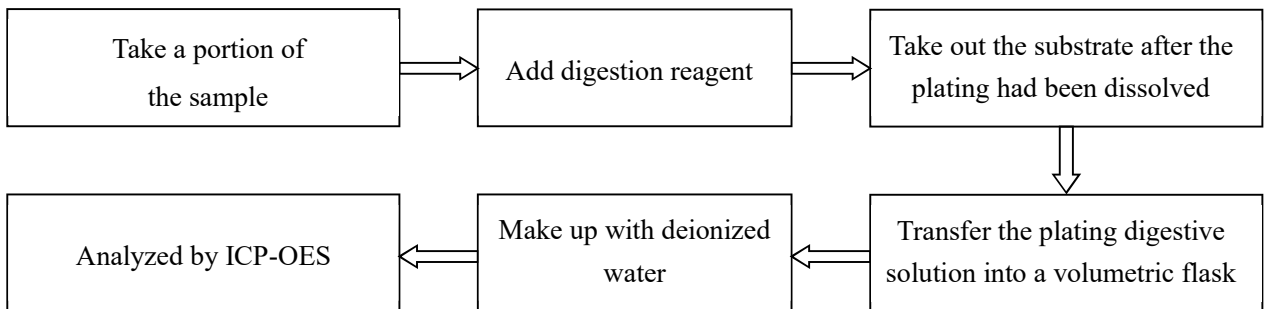 Take a portion of
the sample
Add digestion reagent
Take out the substrate after the
plating had been dissolved
Transfer the plating digestive
solution into a volumetric flask
Make up with deionized
water
Analyzed by ICP-OES